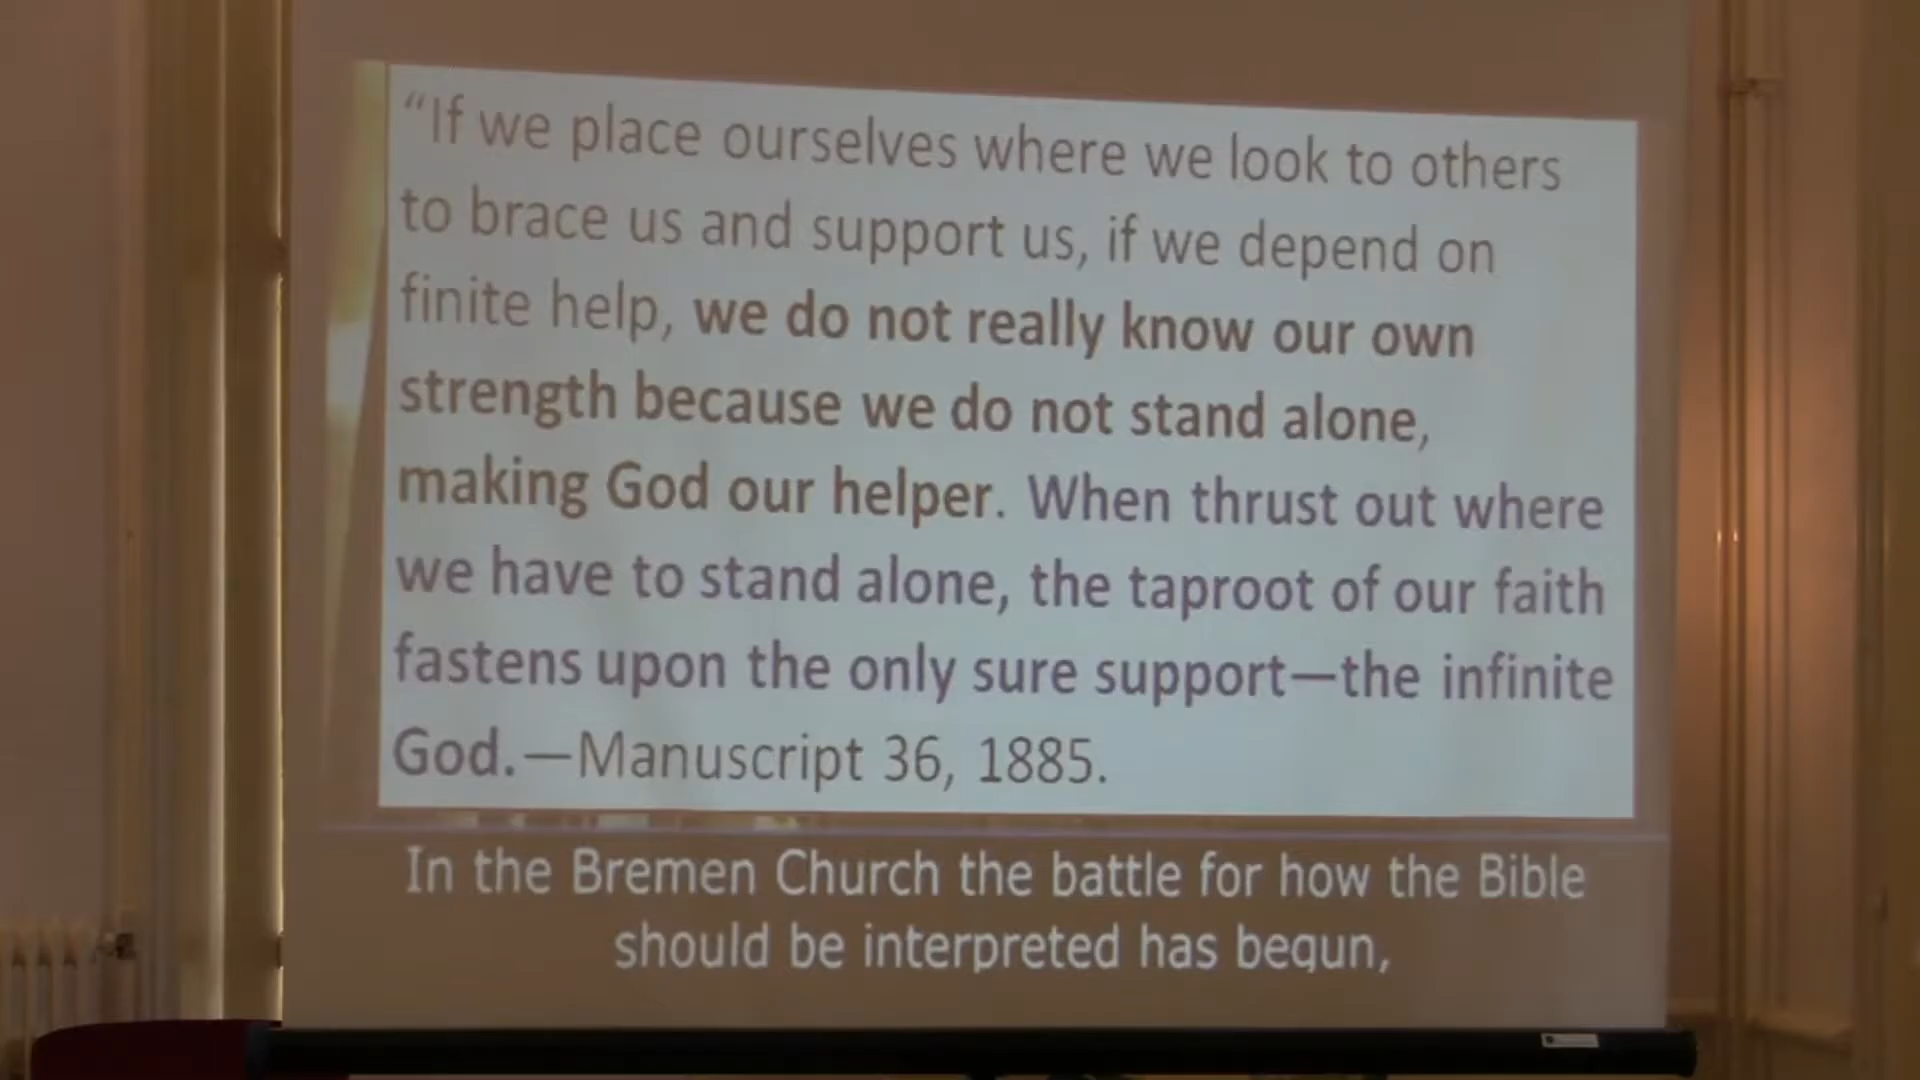 “If we place ourselves where we look to others
to brace us and support us, if we depend on
finite help, we do not really know our own
strength because we do not stand alone,
making God our helper. When thrust out where
we have to stand alone, the taproot of our faith
fastens upon the only sure support—the infinite
God.—Manuscript 36, 1885.
In the Bremen Church the battle for how the Bible
should be interpreted has begun,